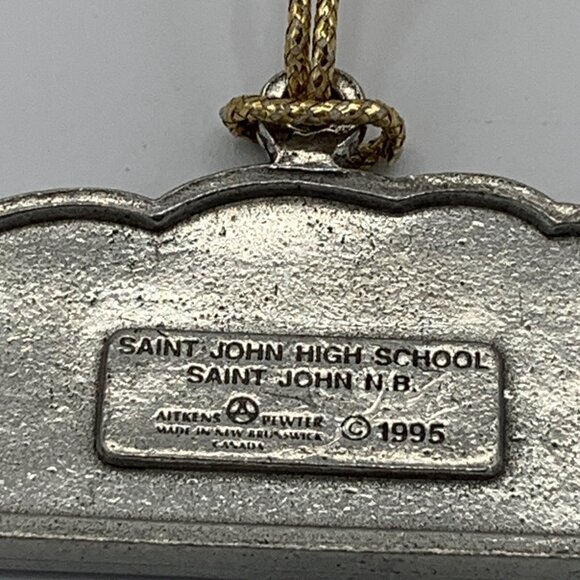 SAINT JOHN HIGH SCHOOL
SAINT JOHN N.B.
AITKENS PEWTER © 1995
MADE IN NEW BRUNSWICK
CANADA